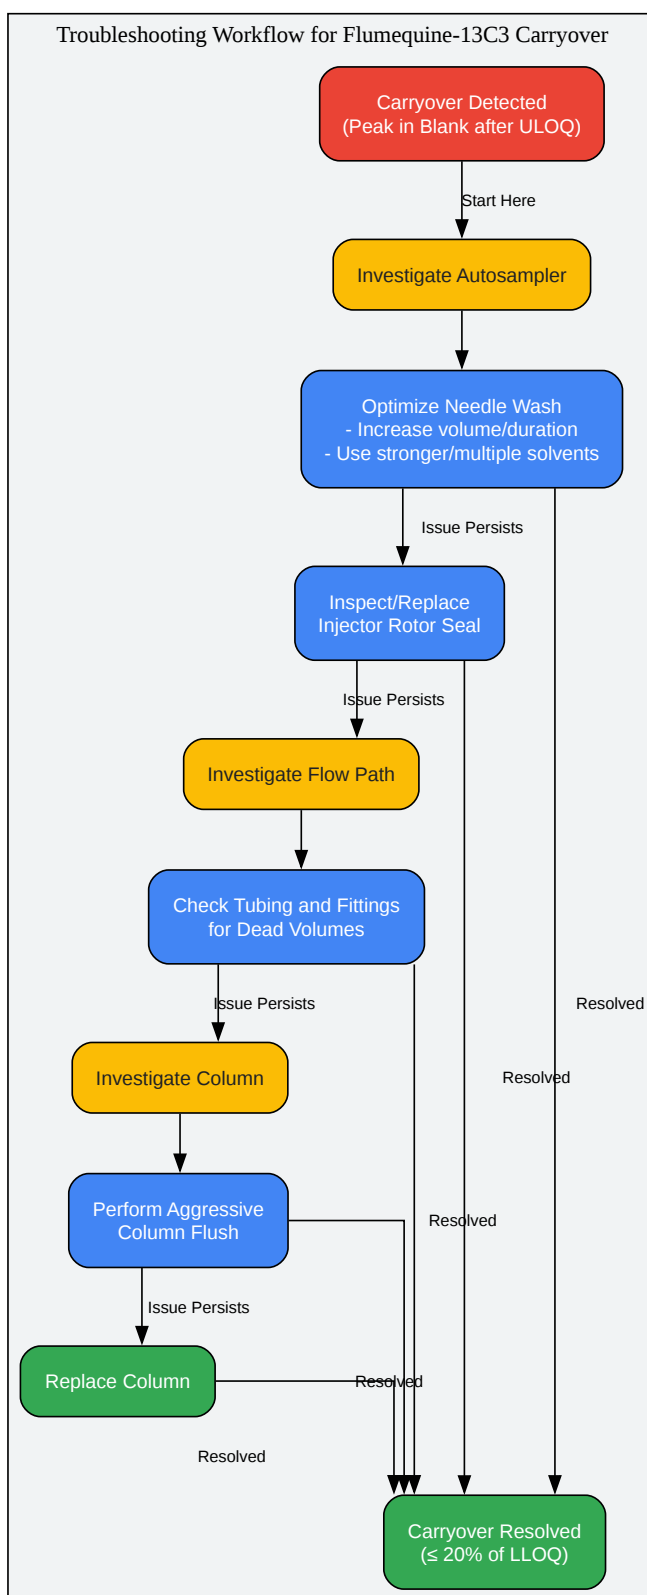 Troubleshooting Workflow for Flumequine-13C3 Carryover
Carryover Detected
(Peak in Blank after ULOQ)
Start Here
Investigate Autosampler
Optimize Needle Wash
- Increase volume/duration
- Use stronger/multiple solvents
Issue Persists
Inspect/Replace
Injector Rotor Seal
Issue Persists
Investigate Flow Path
Check Tubing and Fittings
for Dead Volumes
Issue Persists
Resolved
Investigate Column
Resolved
Perform Aggressive
Column Flush
Resolved
Issue Persists
Replace Column
Resolved
Resolved
Carryover Resolved
(≤ 20% of LLOQ)